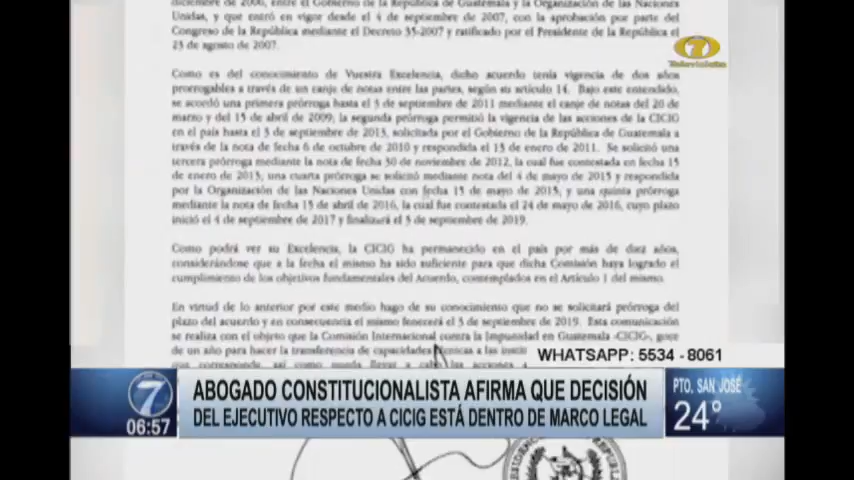 diciembre de 2006, entre el Gobierno de la República de Guatemala y la Organización de las Naciones
Unidas, y que entró en vigor desde el 4 de septiembre de 2007, con la aprobación por parte del
Congreso de la República mediante el Decreto 35-2007 y ratificado por el Presidente de la República el
23 de agosto de 2007.
Televisiete
Como es del conocimiento de Vuestra Excelencia, dicho acuerdo tenía vigencia de dos años
prorrogables a través de un canje de notas entre las partes, según su artículo 14. Bajo este entendido,
se acordó una primera prórroga hasta el 3 de septiembre de 2011 mediante el canje de notas del 20 de
marzo y del 15 de abril de 2009; la segunda prórroga permitió la vigencia de las acciones de la CICIG
en el país hasta el 3 de septiembre de 2013, solicitada por el Gobierno de la República de Guatemala a
través de la nota de fecha 6 de octubre de 2010 y respondida el 13 de enero de 2011. Se solicitó una
tercera prórroga mediante la nota de fecha 30 de noviembre de 2012, la cual fue contestada en fecha 15
de enero de 2013; una cuarta prórroga se solicitó mediante nota del 4 de mayo de 2015 y respondida
por la Organización de las Naciones Unidas con fecha 15 de mayo de 2015; y una quinta prórroga
mediante la nota de fecha 15 de abril de 2016, la cual fue contestada el 24 de mayo de 2016, cuyo plazo
inició el 4 de septiembre de 2017 y finalizará el 3 de septiembre de 2019.
Como podrá ver su Excelencia, la CICIG ha permanecido en el país por más de diez años,
considerándose que a la fecha el mismo ha sido suficiente para que dicha Comisión haya logrado el
cumplimiento de los objetivos fundamentales del Acuerdo, contemplados en el Artículo 1 del mismo.
En virtud de lo anterior por este medio hago de su conocimiento que no se solicitará prórroga del
plazo del acuerdo y en consecuencia el mismo fenecerá el 3 de septiembre de 2019. Esta comunicación
se realiza con el objeto que la Comisión Internacional contra la Impunidad en Guatemala -CICIG-, goce
de un año para hacer la transferencia de capacidades técnicas a las
WHATSAPP: 5534 - 8061
que corresponde, así como pueda llevar a cabo las acciones
7
06:57
ABOGADO CONSTITUCIONALISTA AFIRMA QUE DECISIÓN
DEL EJECUTIVO RESPECTO A CICIG ESTÁ DENTRO DE MARCO LEGAL
PTO. SAN JOSÉ
24°